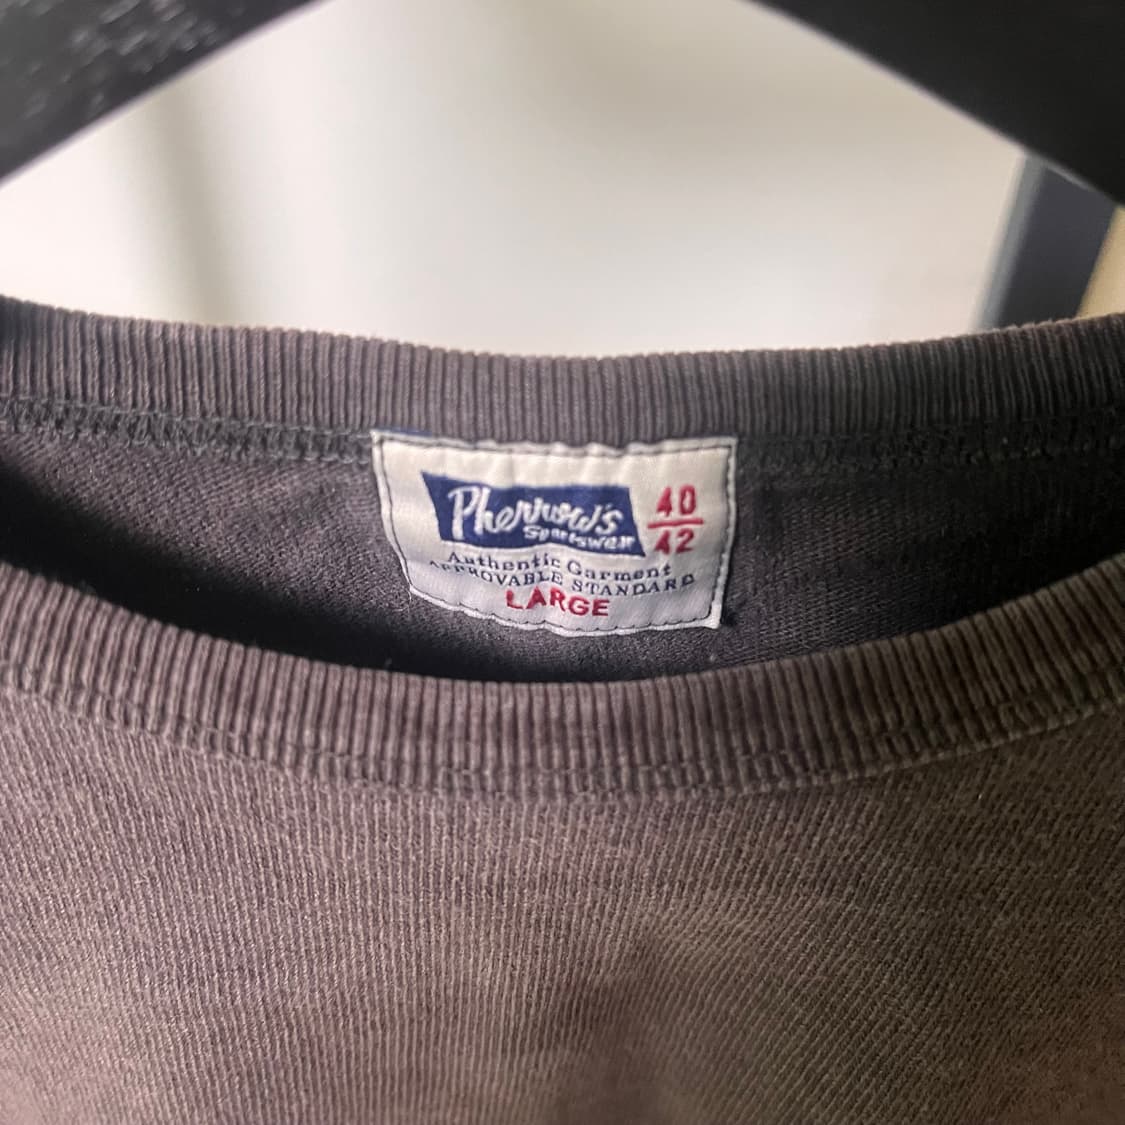 Pherrow's
Sportswear
40
42
Authentic Garment
APPROVABLE STANDARD
LARGE